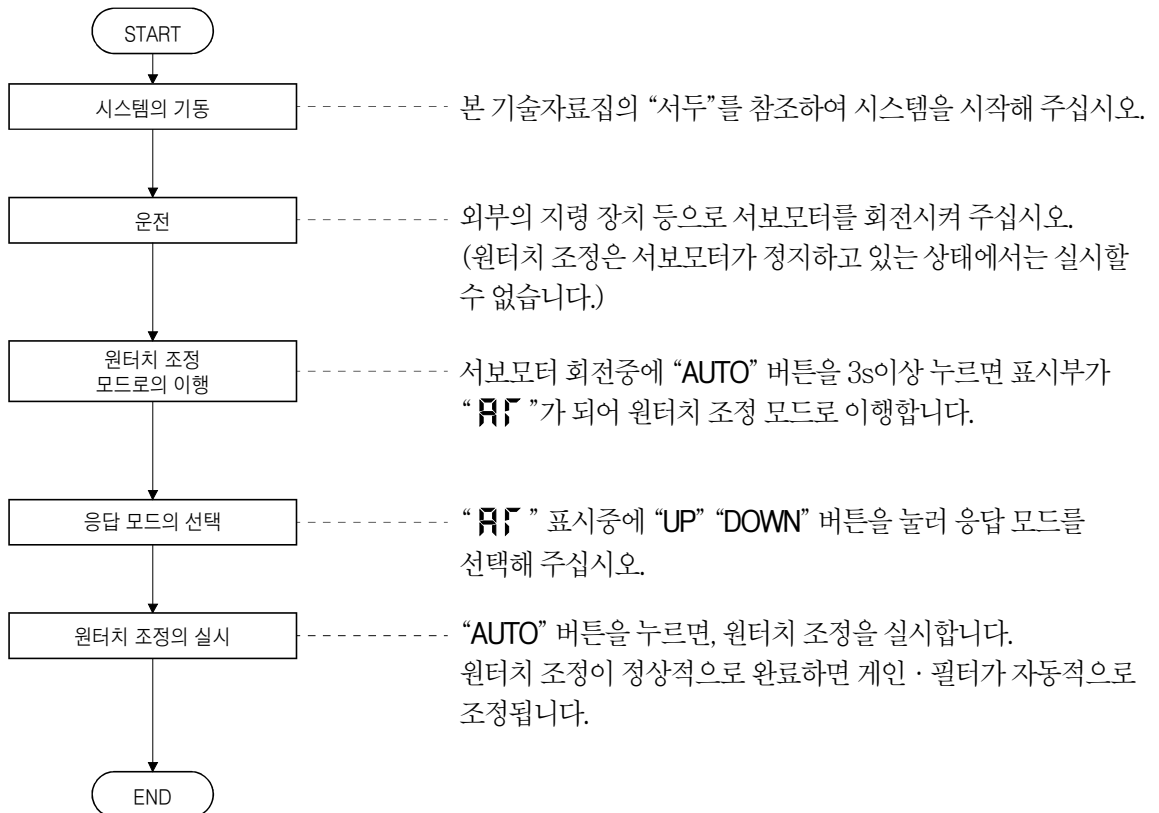 START
시스템의 기동
본 기술자료집의 “서두”를 참조하여 시스템을 시작해 주십시오.
운전
외부의 지령 장치 등으로 서보모터를 회전시켜 주십시오.
(원터치 조정은 서보모터가 정지하고 있는 상태에서는 실시할
수 없습니다.)
원터치 조정
모드로의 이행
서보모터 회전중에 “AUTO” 버튼을 3s이상 누르면 표시부가
“ AГ ”가 되어 원터치 조정 모드로 이행합니다.
응답 모드의 선택
“ AГ ” 표시중에 “UP” “DOWN” 버튼을 눌러 응답 모드를
선택해 주십시오.
원터치 조정의 실시
“AUTO” 버튼을 누르면, 원터치 조정을 실시합니다.
원터치 조정이 정상적으로 완료하면 게인 · 필터가 자동적으로
조정됩니다.
END